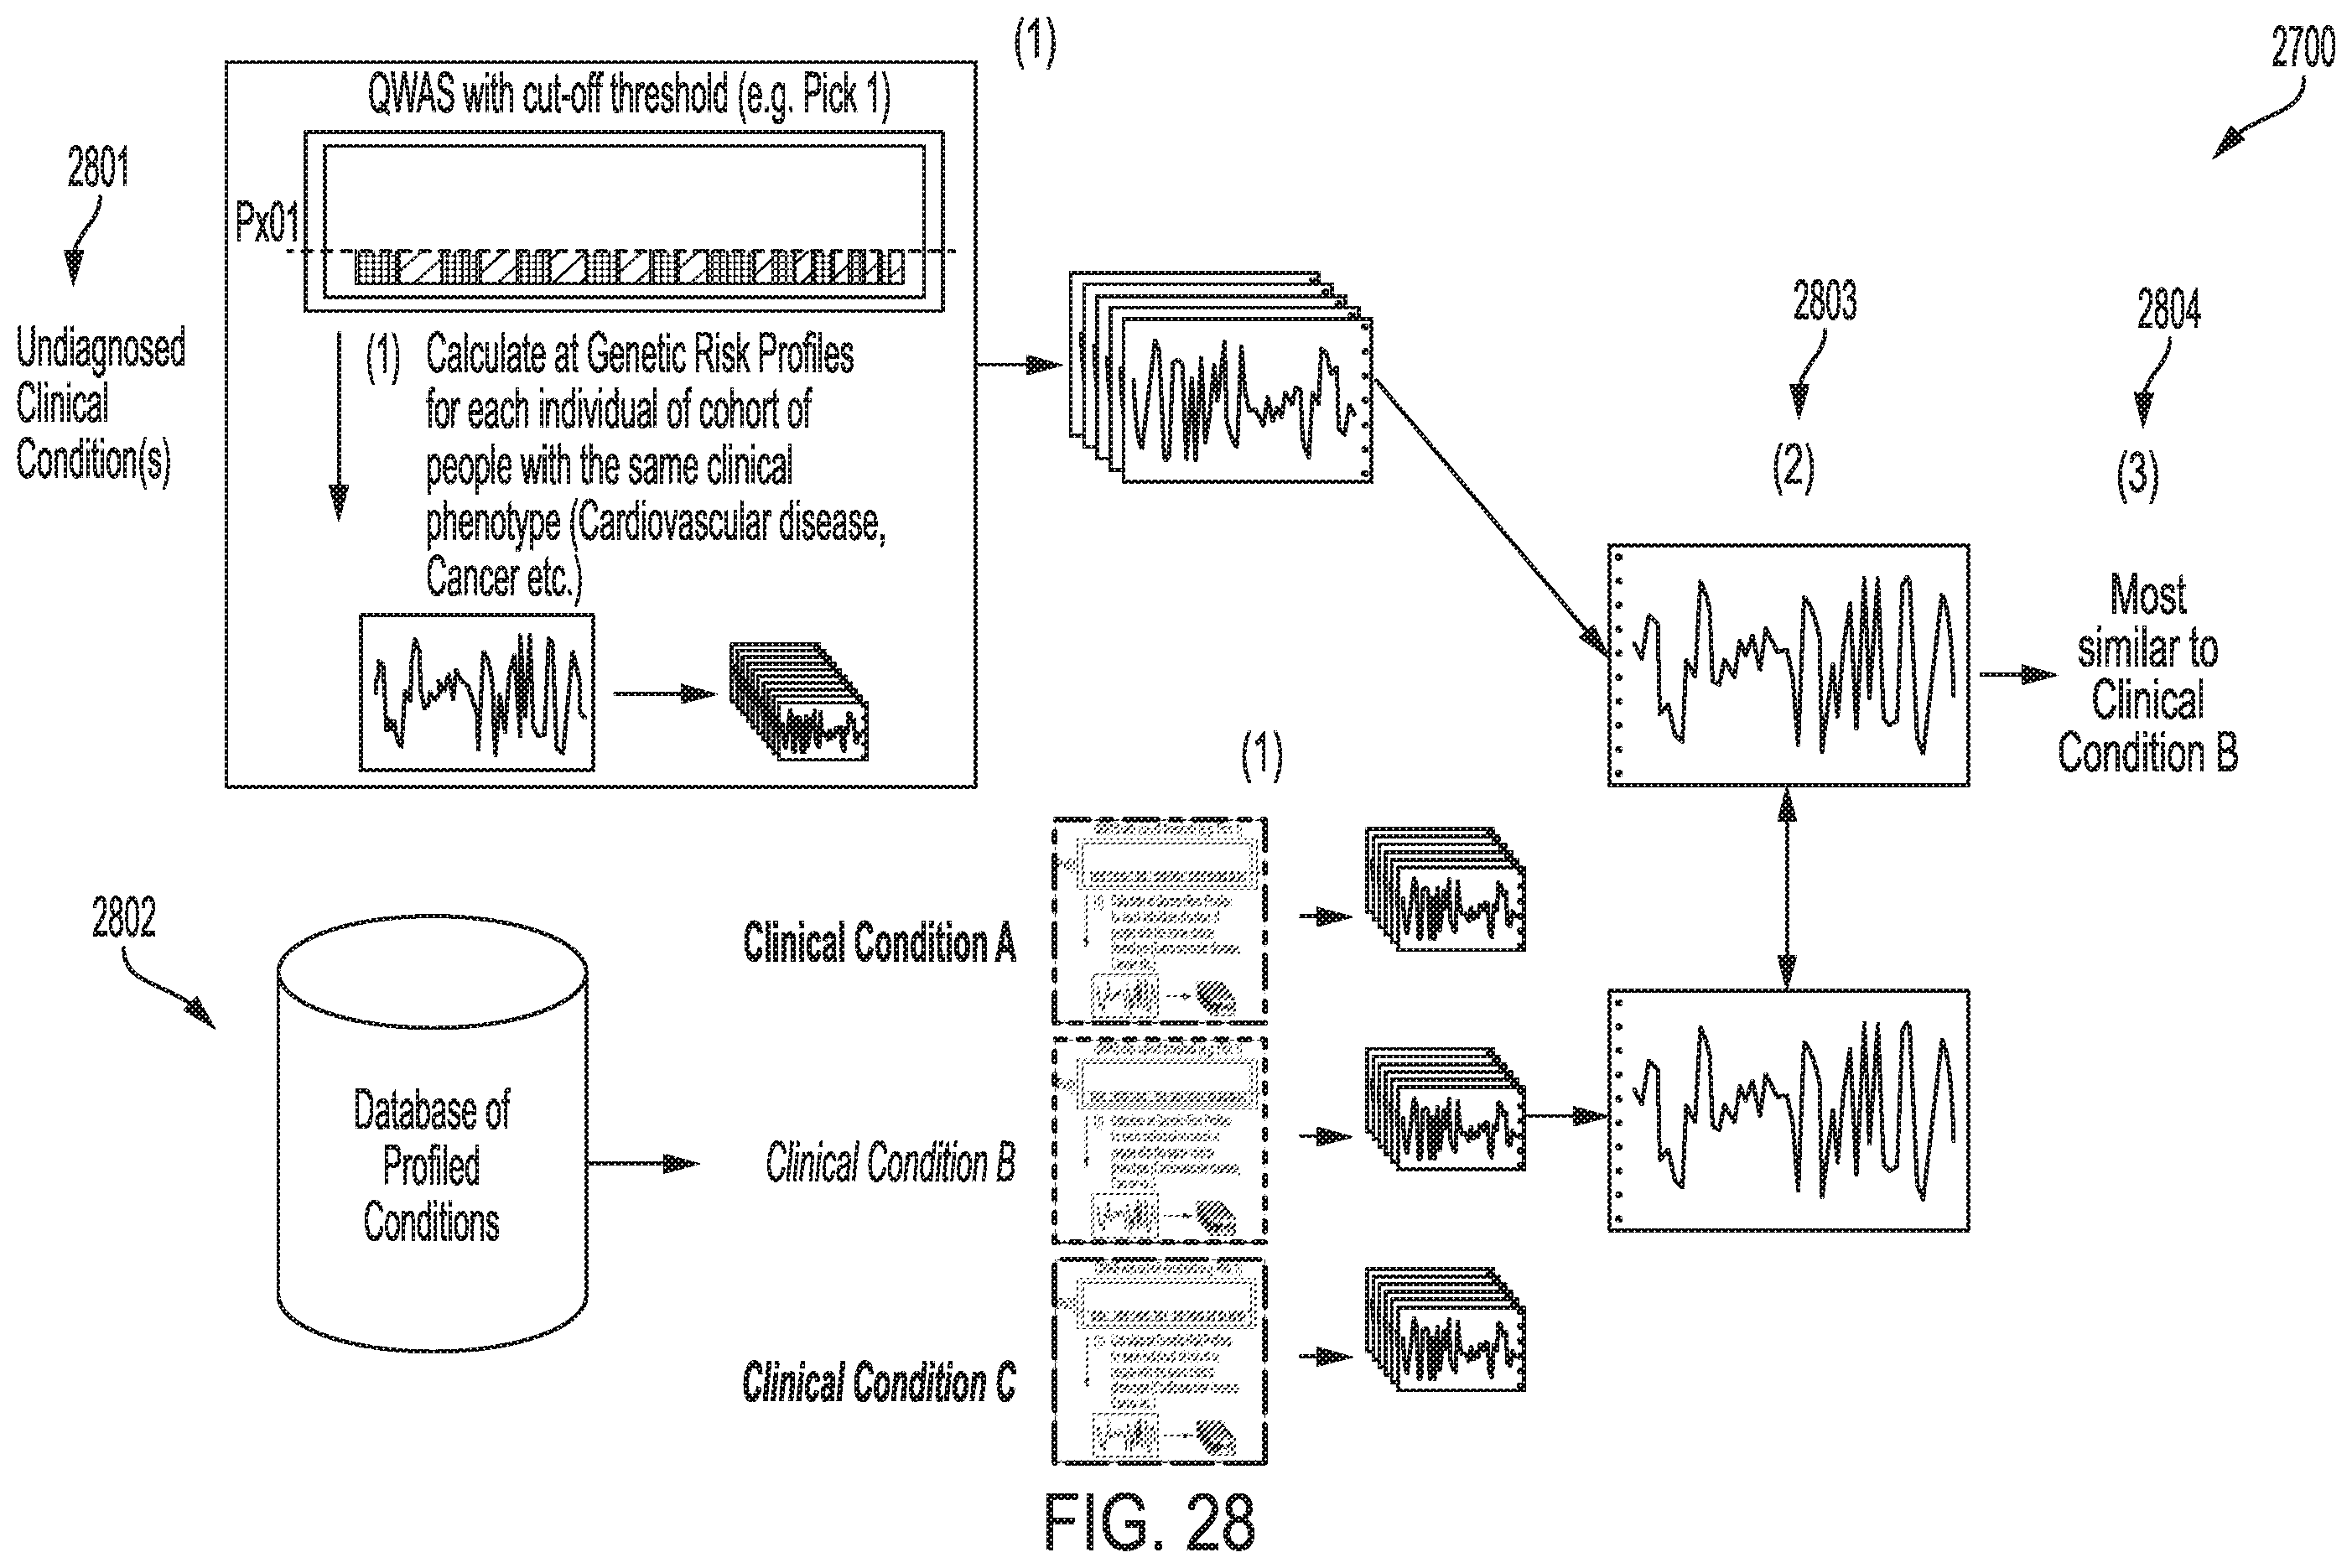 (1)
2700
QWAS with cut-off threshold (e.g. Pick 1)
2801
Px01
Undiagnosed
Clinical
Condition(s)
(1) Calculate at Genetic Risk Profiles
for each individual of cohort of
people with the same clinical
phenotype (Cardiovascular disease,
Cancer etc.)
2803
2804
(2)
(3)
Most
similar to
Clinical
Condition B
(1)
2802
Database of
Profiled
Conditions
Clinical Condition A
Clinical Condition B
Clinical Condition C
FIG. 28